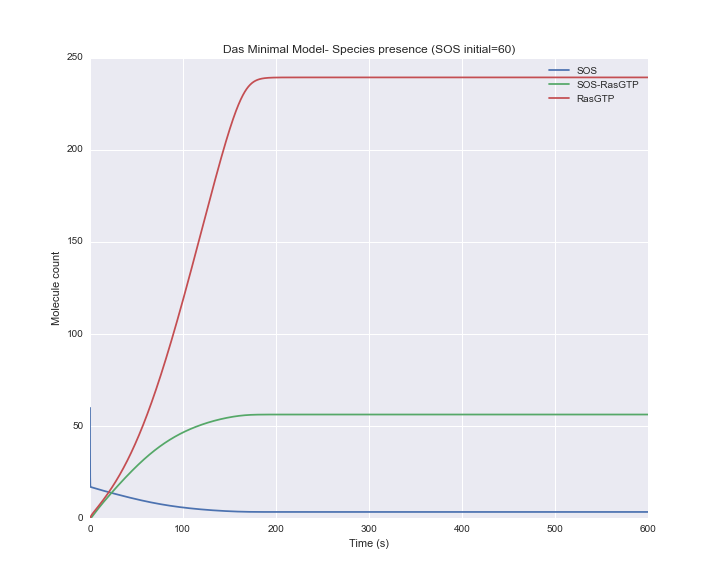 Das Minimal Model- Species presence (SOS initial=60)
250
200
150
100
50
0
Molecule count
SOS
SOS-RasGTP
RasGTP
0 100 200 300 400 500 600
Time (s)